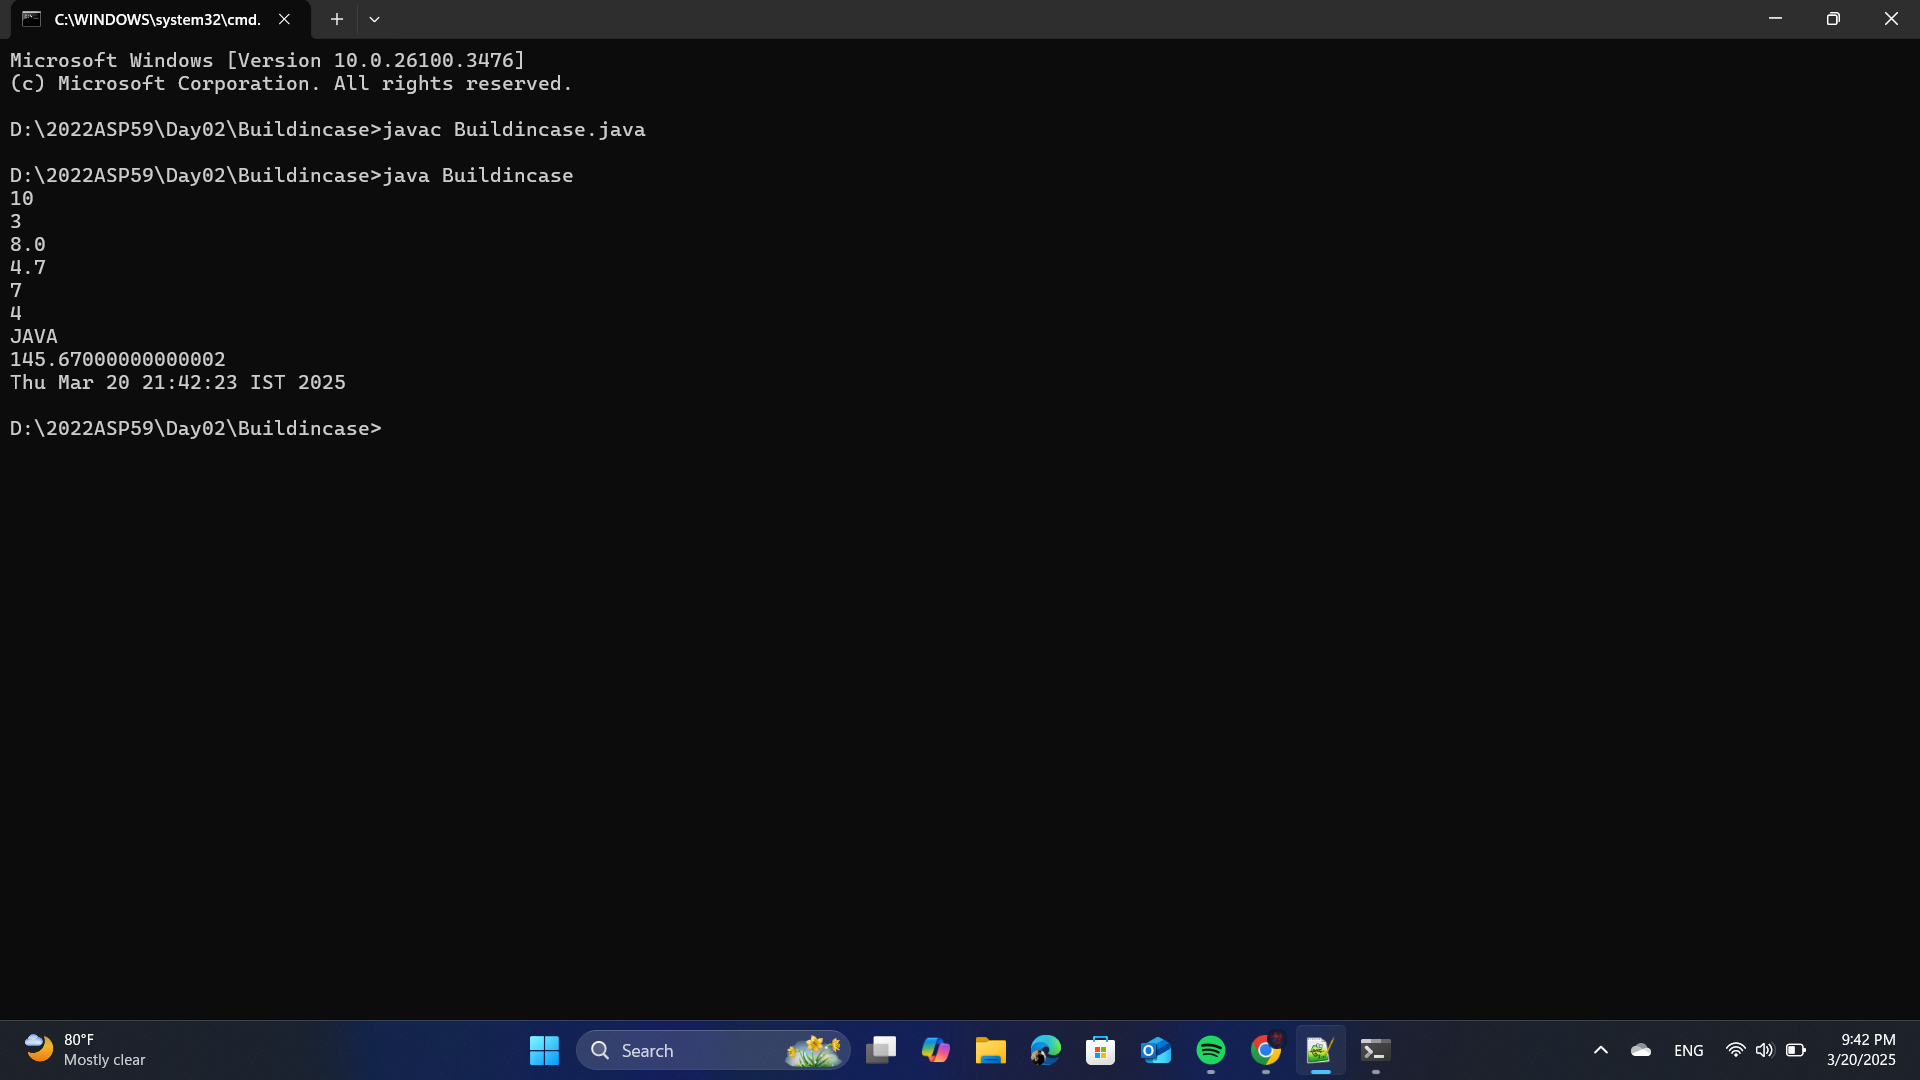 C:\WINDOWS\system32\cmd.
Microsoft Windows [Version 10.0.26100.3476]
(c) Microsoft Corporation. All rights reserved.
D:\2022ASP59\Day02\Buildincase>javac Buildincase.java
D:\2022ASP59\Day02\Buildincase>java Buildincase
10
3
8.0
4.7
7
4
JAVA
145.67000000000002
Thu Mar 20 21:42:23 IST 2025
D:\2022ASP59\Day02\Buildincase>
80°F
Mostly clear
Search
ENG
9:42 PM
3/20/2025